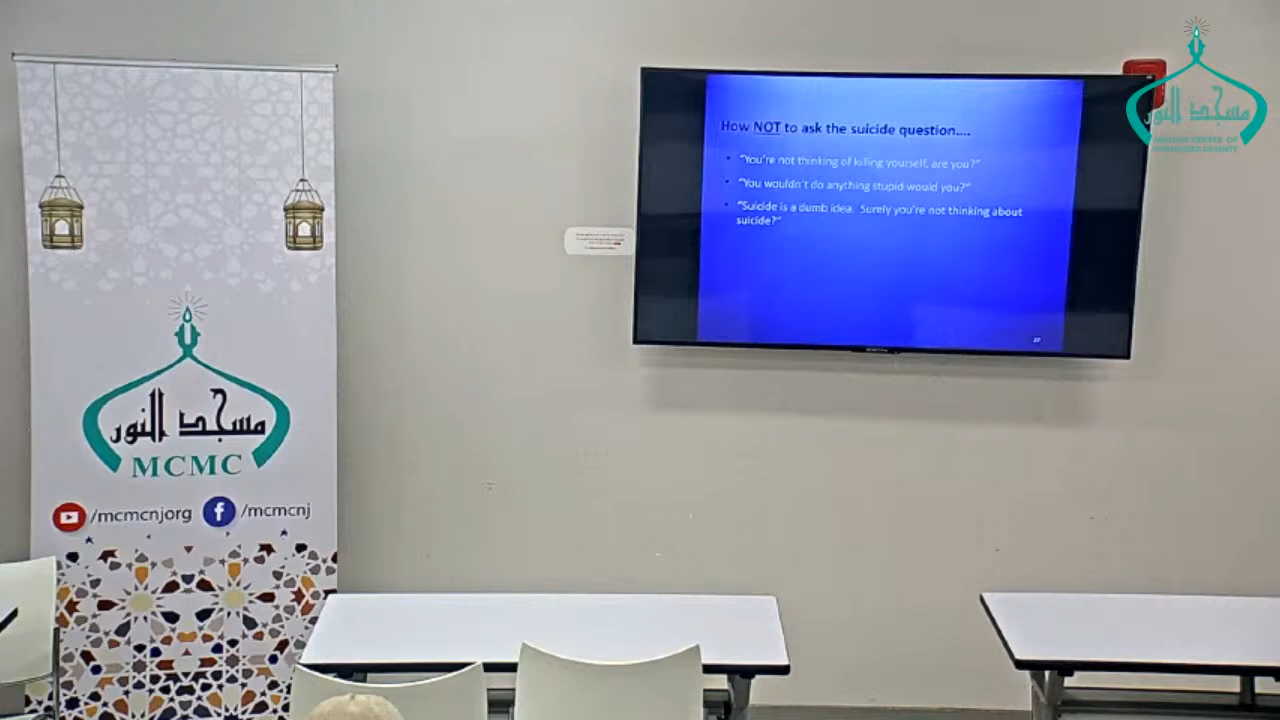 How NOT to ask the suicide question....
• "You're not thinking of killing yourself, are you?"
• "You wouldn't do anything stupid would you?"
• "Suicide is a dumb idea. Surely you're not thinking about
suicide?"
مسجد النور
مسجد النور
MCMC
/mcmcnjorg
/mcmcnj